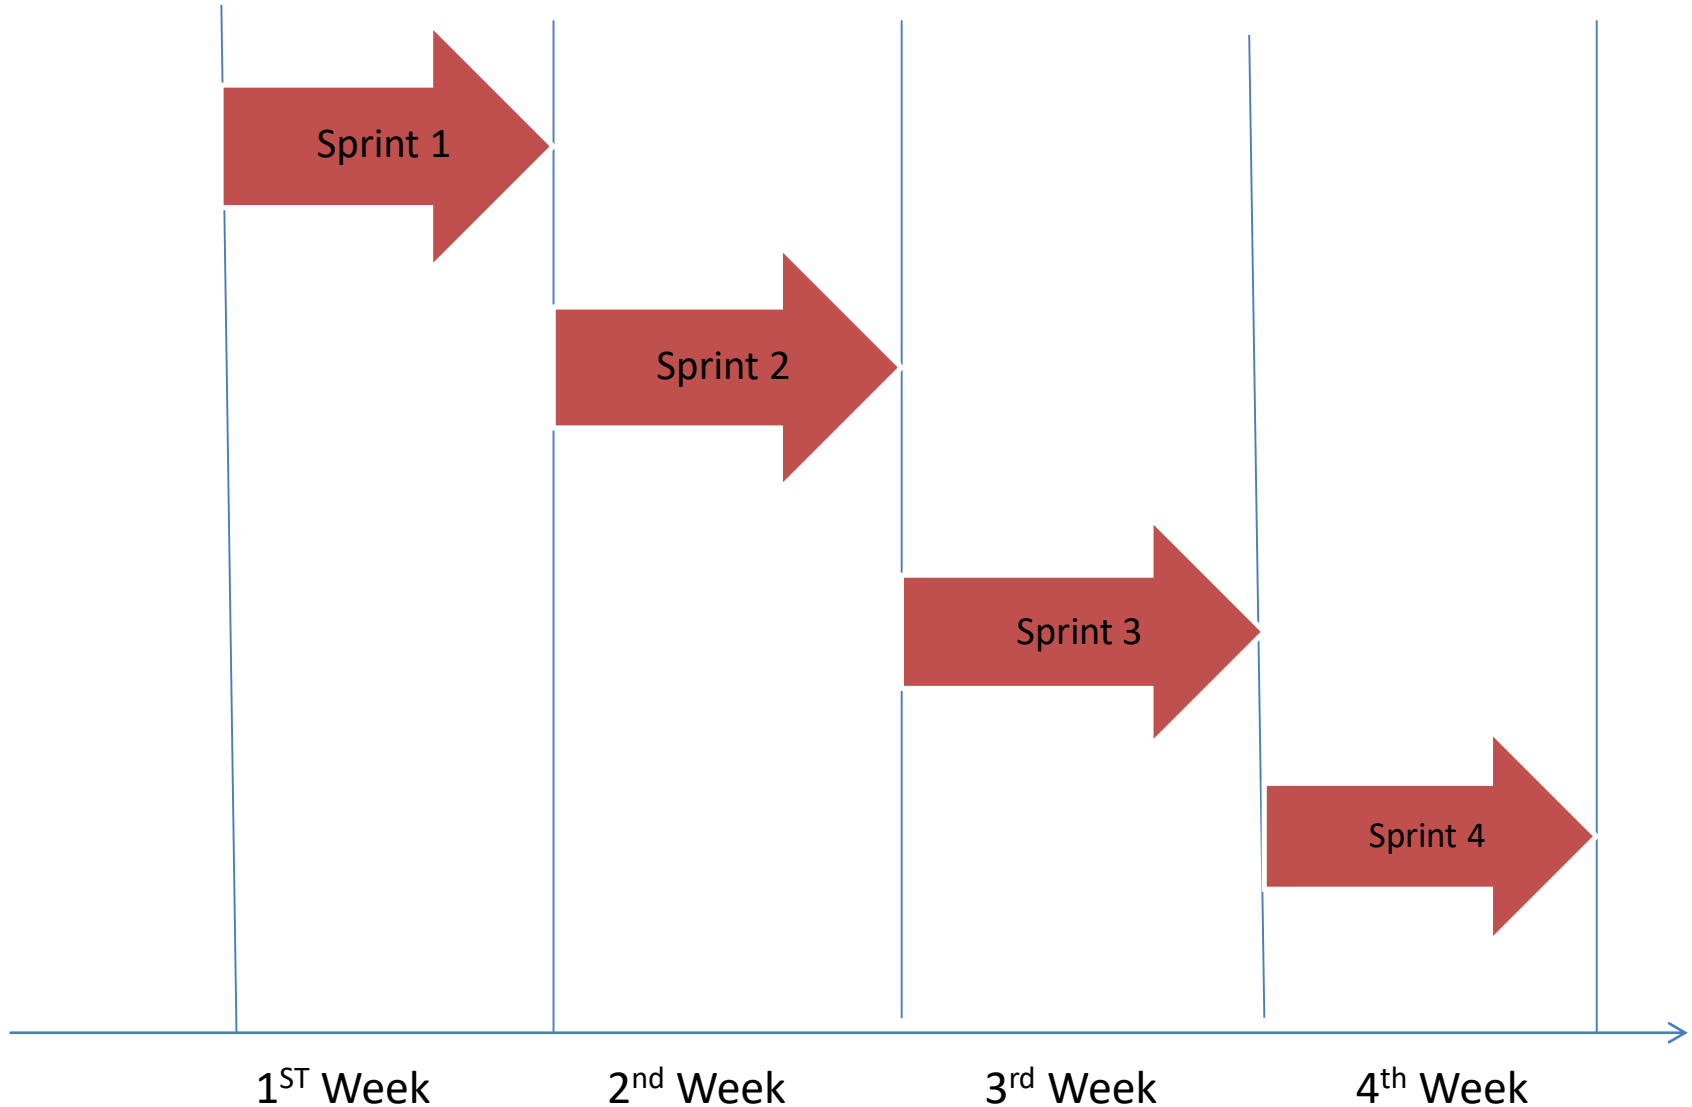 Sprint 1
Sprint 2
Sprint 3
Sprint 4
1ST Week
2nd Week
3rd Week
4th Week